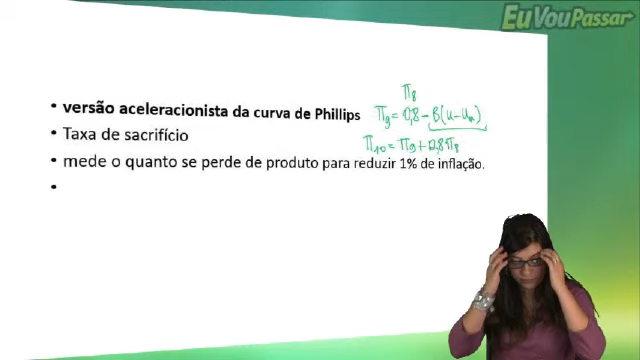 EuVouPassar
π8
• versão aceleracionista da curva de Phillips π9 = 0,8 - B(u - un)
• Taxa de sacrifício π10 = π9 + 0,8π8
• mede o quanto se perde de produto para reduzir 1% de inflação.
•